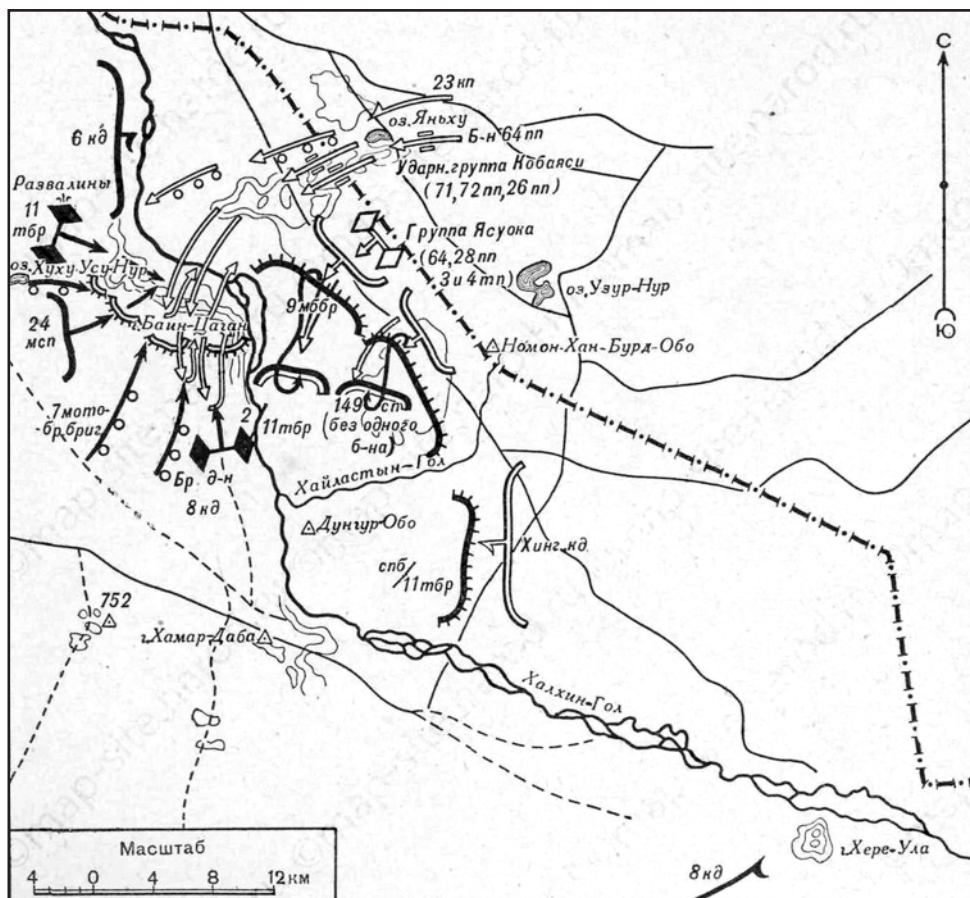 С
23 кп
оз. Яньху
Б-н 64 пп
6 кд
Ударн. группа Кобаяси
(71, 72 пп, 26 пп)
Развалины
11
тбр
Группа Ясуока
(64, 28 пп
3 и 4 тп)
оз. Хуху-Усу-Нур
оз. Узур-Нур
Ю
9 мббр
24
мсп
г. Баин-Цаган
Номон-Хан-Бурд-Обо
7 мото-
бр. бриг.
2
11 тбр
149 сп
(без одного
б-на)
Бр. д-н
8 кд
Хайластын-Гол
Дунгур-Обо
Хинг. кд
спб/
11 тбр
752
г. Хамар-Даба
Халхин-Гол
г. Хере-Ула
8 кд
Масштаб
4 0 4 8 12 км